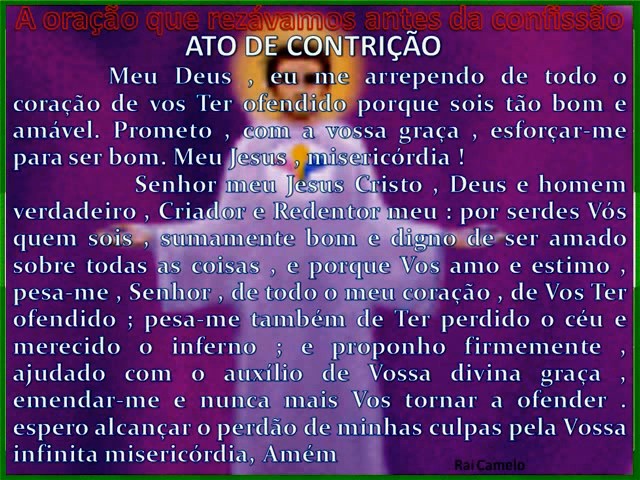 A oração que rezávamos antes da confissão
ATO DE CONTRIÇÃO
Meu Deus , eu me arrependo de todo o
coração de vos Ter ofendido porque sois tão bom e
amável. Prometo , com a vossa graça , esforçar-me
para ser bom. Meu Jesus , misericórdia !
Senhor meu Jesus Cristo , Deus e homem
verdadeiro , Criador e Redentor meu : por serdes Vós
quem sois , sumamente bom e digno de ser amado
sobre todas as coisas , e porque Vos amo e estimo ,
pesa-me , Senhor , de todo o meu coração , de Vos Ter
ofendido ; pesa-me também de Ter perdido o céu e
merecido o inferno ; e proponho firmemente ,
ajudado com o auxílio de Vossa divina graça ,
emendar-me e nunca mais Vos tornar a ofender .
espero alcançar o perdão de minhas culpas pela Vossa
infinita misericórdia, Amém
Rai Camelo